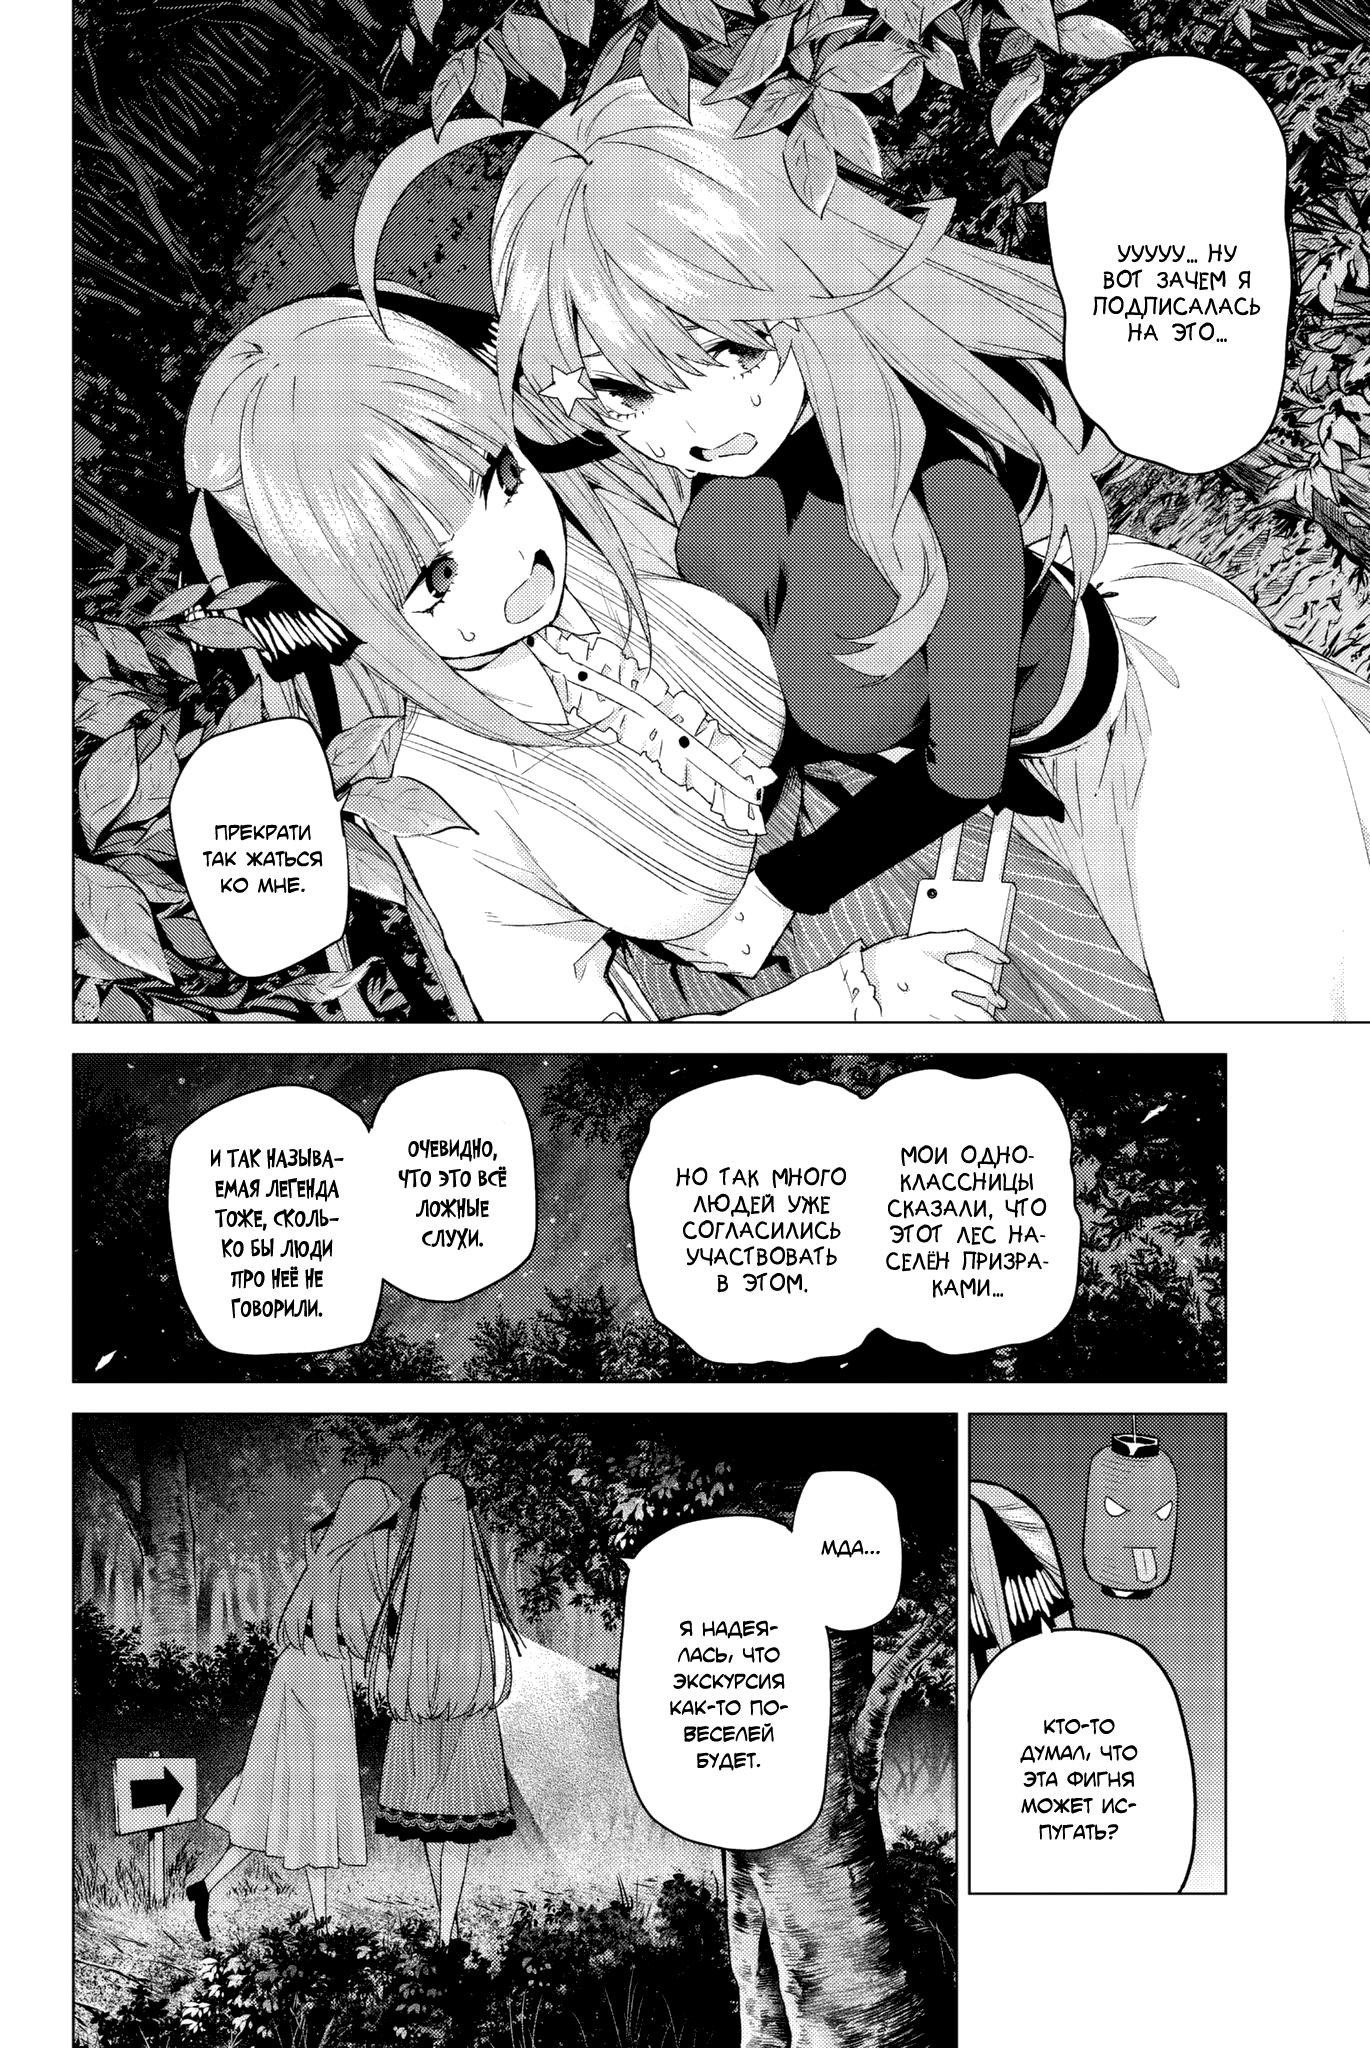 УУУУУ... НУ
ВОТ ЗАЧЕМ Я
ПОДПИСАЛАСЬ
НА ЭТО...
ПРЕКРАТИ
ТАК ЖАТЬСЯ
КО МНЕ.
МОИ ОДНО-
КЛАССНИЦЫ
СКАЗАЛИ, ЧТО
ЭТОТ ЛЕС НА-
СЕЛЁН ПРИЗРА-
КАМИ...
НО ТАК МНОГО
ЛЮДЕЙ УЖЕ
СОГЛАСИЛИСЬ
УЧАСТВОВАТЬ
В ЭТОМ.
ОЧЕВИДНО,
ЧТО ЭТО ВСЁ
ЛОЖНЫЕ
СЛУХИ.
И ТАК НАЗЫВА-
ЕМАЯ ЛЕГЕНДА
ТОЖЕ, СКОЛЬ-
КО БЫ ЛЮДИ
ПРО НЕЁ НЕ
ГОВОРИЛИ.
КТО-ТО
ДУМАЛ, ЧТО
ЭТА ФИГНЯ
МОЖЕТ ИС-
ПУГАТЬ?
МДА...
Я НАДЕЯ-
ЛАСЬ, ЧТО
ЭКСКУРСИЯ
КАК-ТО ПО-
ВЕСЕЛЕЙ
БУДЕТ.